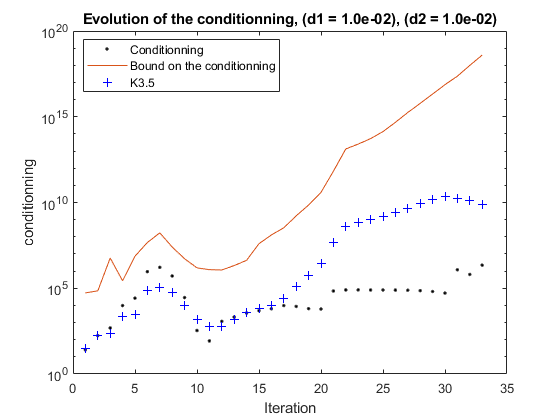 Evolution of the conditionning, (d1 = 1.0e-02), (d2 = 1.0e-02)
10^20
Conditionning
Bound on the conditionning
K3.5
10^15
conditionning
10^10
10^5
10^0
0 5 10 15 20 25 30 35
Iteration